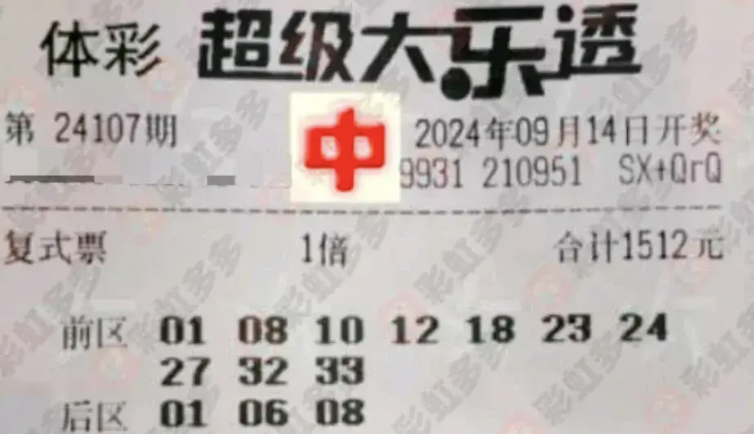 体彩 超级大乐透
第 24107期 中 2024年09月14日开奖
9931 210951 SX+QrQ
复式票 1倍 合计1512元
前区 01 08 10 12 18 23 24
27 32 33
后区 01 06 08
彩虹多多